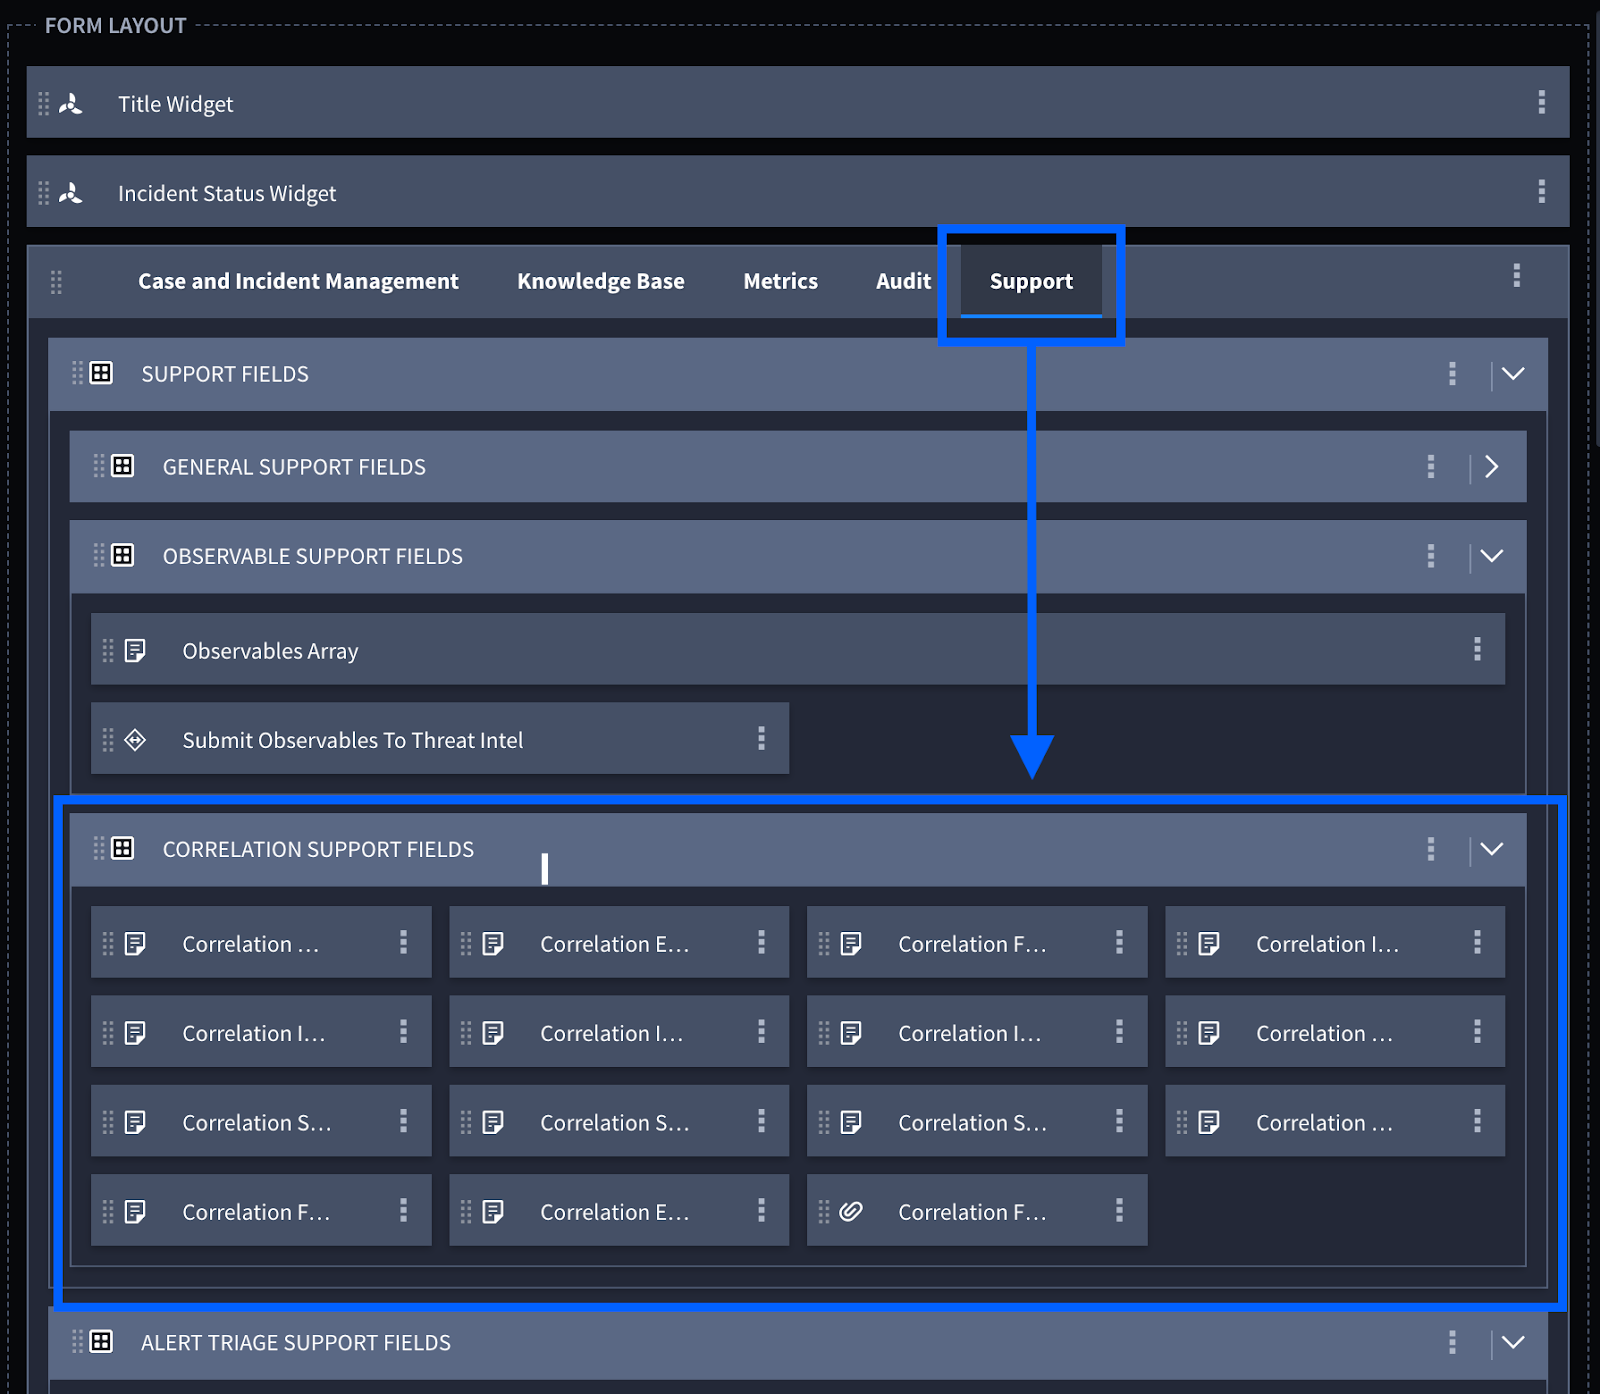 FORM LAYOUT
Title Widget
Incident Status Widget
Case and Incident Management Knowledge Base Metrics Audit Support
SUPPORT FIELDS
GENERAL SUPPORT FIELDS
OBSERVABLE SUPPORT FIELDS
Observables Array
Submit Observables To Threat Intel
CORRELATION SUPPORT FIELDS
Correlation ... Correlation E... Correlation F... Correlation I...
Correlation I... Correlation I... Correlation I... Correlation ...
Correlation S... Correlation S... Correlation S... Correlation ...
Correlation F... Correlation E... Correlation F...
ALERT TRIAGE SUPPORT FIELDS